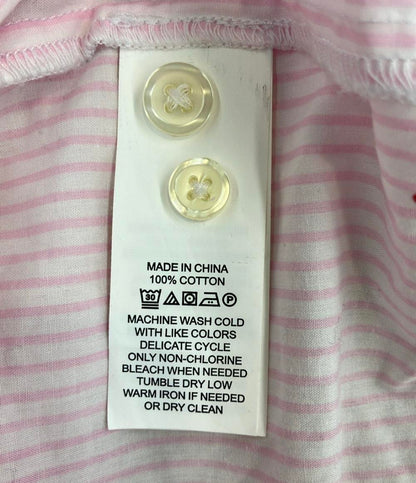 MADE IN CHINA
100% COTTON
30 P
MACHINE WASH COLD
WITH LIKE COLORS
DELICATE CYCLE
ONLY NON-CHLORINE
BLEACH WHEN NEEDED
TUMBLE DRY LOW
WARM IRON IF NEEDED
OR DRY CLEAN